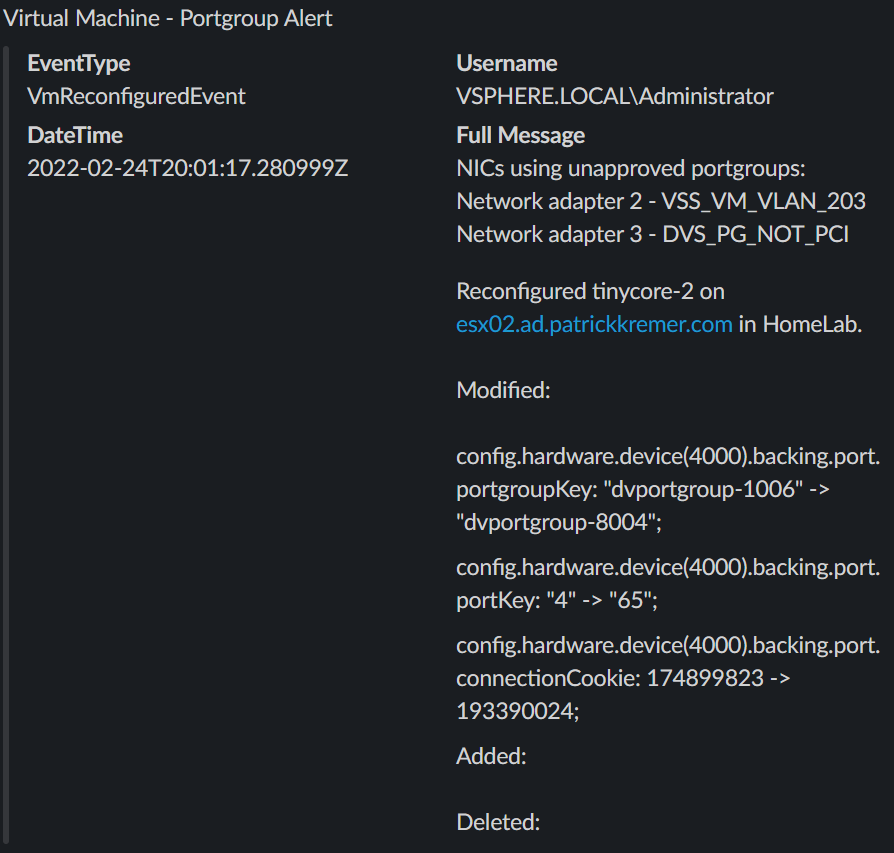 Virtual Machine - Portgroup Alert
EventType
VmReconfiguredEvent
DateTime
2022-02-24T20:01:17.280999Z
Username
VSPHERE.LOCAL\Administrator
Full Message
NICs using unapproved portgroups:
Network adapter 2 - VSS_VM_VLAN_203
Network adapter 3 - DVS_PG_NOT_PCI
Reconfigured tinycore-2 on
esx02.ad.patrickkremer.com in HomeLab.
Modified:
config.hardware.device(4000).backing.port.
portgroupKey: "dvportgroup-1006" ->
"dvportgroup-8004";
config.hardware.device(4000).backing.port.
portKey: "4" -> "65";
config.hardware.device(4000).backing.port.
connectionCookie: 174899823 ->
193390024;
Added:
Deleted: